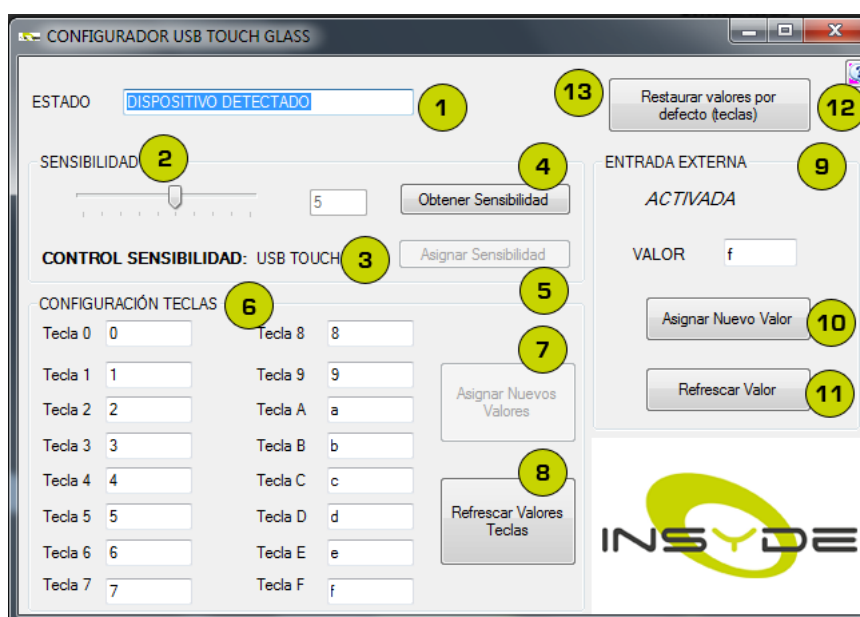 CONFIGURADOR USB TOUCH GLASS
ESTADO
DISPOSITIVO DETECTADO
1
13
Restaurar valores por
defecto (teclas)
12
SENSIBILIDAD
2
5
4
Obtener Sensibilidad
CONTROL SENSIBILIDAD: USB TOUCH
3
Asignar Sensibilidad
5
ENTRADA EXTERNA
9
ACTIVADA
VALOR
f
Asignar Nuevo Valor
10
Refrescar Valor
11
CONFIGURACIÓN TECLAS
6
Tecla 0 0
Tecla 8 8
Tecla 1 1
Tecla 9 9
Tecla 2 2
Tecla A a
Tecla 3 3
Tecla B b
Tecla 4 4
Tecla C c
Tecla 5 5
Tecla D d
Tecla 6 6
Tecla E e
Tecla 7 7
Tecla F f
7
Asignar Nuevos
Valores
8
Refrescar Valores
Teclas
INSYDE